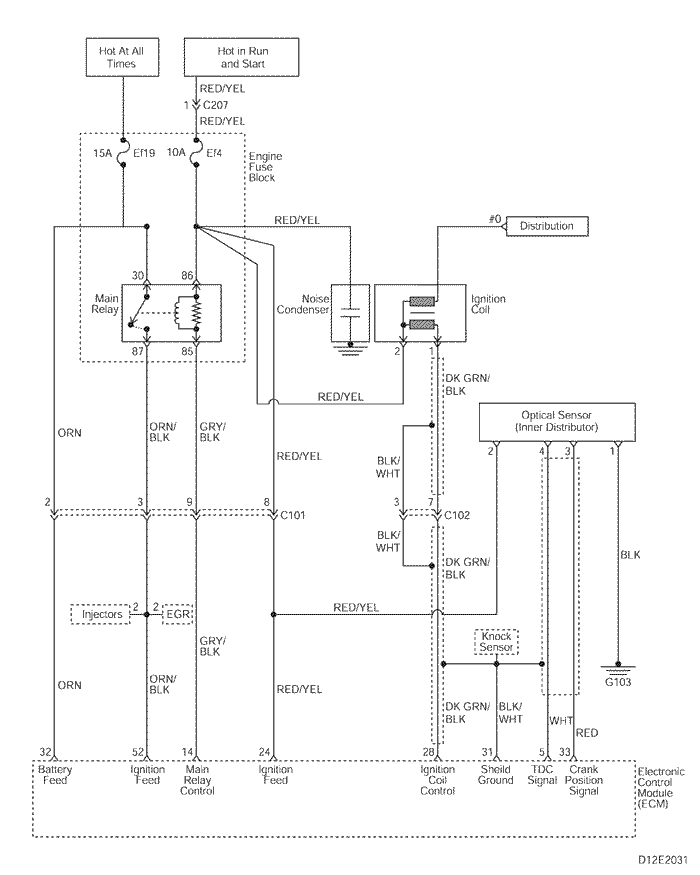 Hot At All
Times
Hot in Run
and Start
RED/YEL
1 C207
RED/YEL
15A Ef19
10A Ef4
Engine
Fuse
Block
RED/YEL
#0
Distribution
30
86
Main
Relay
Noise
Condenser
Ignition
Coil
87
85
2
1
DK GRN/
BLK
RED/YEL
Optical Sensor
(Inner Distributor)
2
4
3
1
ORN
ORN/
BLK
GRY/
BLK
RED/YEL
BLK/
WHT
2
3
9
8
C101
3
7
C102
BLK/
WHT
DK GRN/
BLK
BLK
RED/YEL
Injectors
2
2
EGR
GRY/
BLK
Knock
Sensor
G103
ORN
ORN/
BLK
RED/YEL
DK GRN/
BLK
BLK/
WHT
WHT
RED
32
52
14
24
28
31
5
33
Battery
Feed
Ignition
Feed
Main
Relay
Control
Ignition
Feed
Ignition
Coil
Control
Sheild
Ground
TDC
Signal
Crank
Position
Signal
Electronic
Control
Module
(ECM)
D12E2031